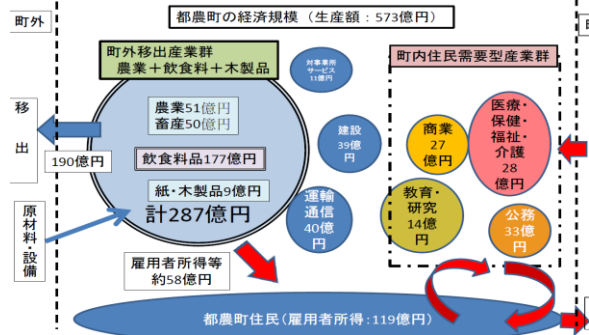 町外
都農町の経済規模（生産額：573億円）
町外移出産業群
農業＋飲食料＋木製品
対事業所
サービス
11億円
町内住民需要型産業群
農業51億円
畜産50億円
飲食料品177億円
紙・木製品9億円
計287億円
移
出
190億円
原材料・設備
建設
39億
円
運輸
通信
40億
円
商業
27
億円
医療・
保健・
福祉・
介護
28
億円
教育・
研究
14億
円
公務
33億
円
雇用者所得等
約58億円
都農町住民（雇用者所得：119億円）